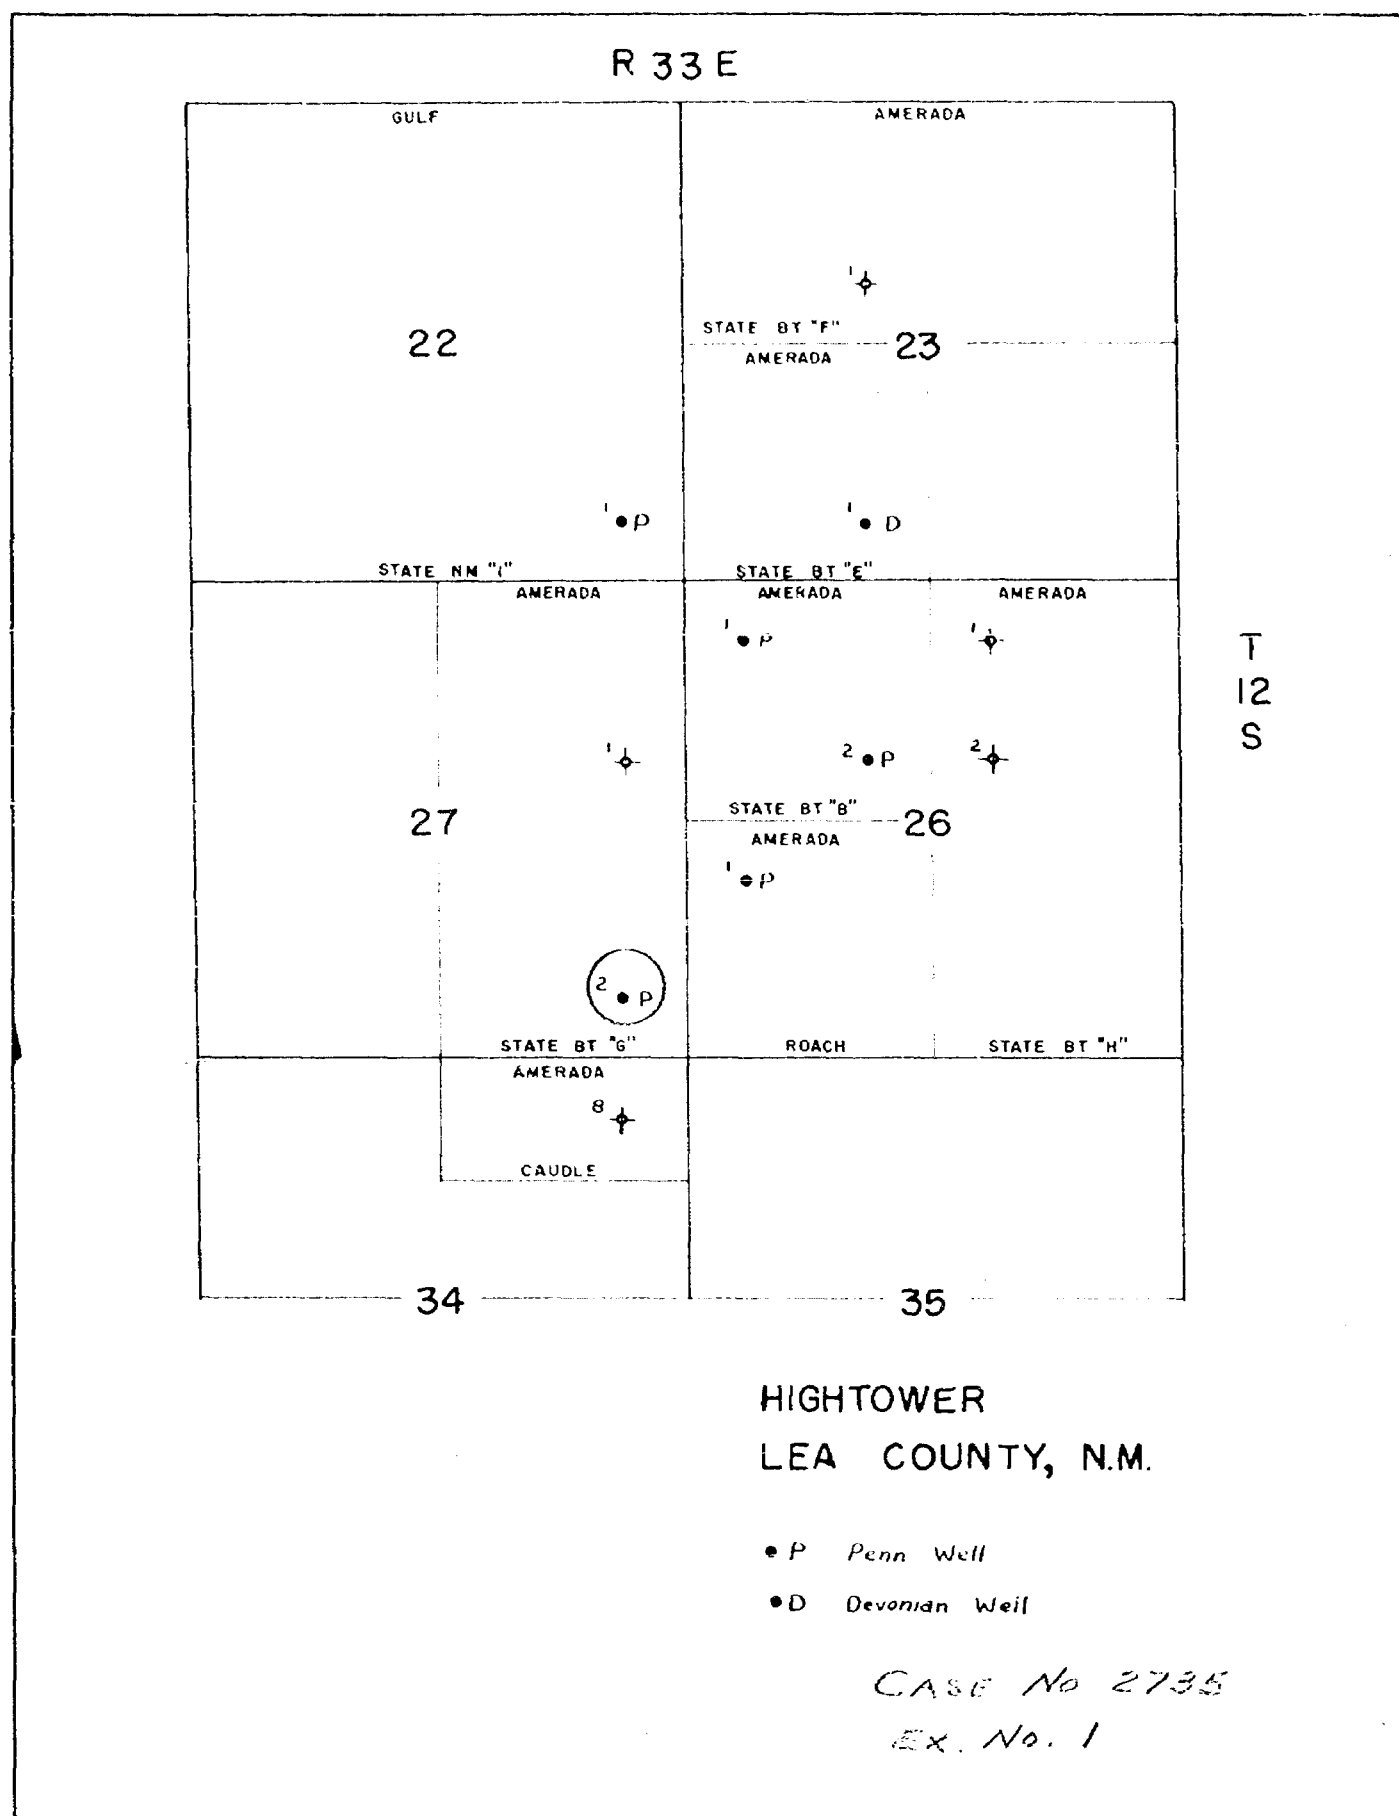 R 33 E
GULF
AMERADA
1
STATE BT "F"
22
23
AMERADA
1 P
1 D
STATE NM "I"
STATE BT "E"
AMERADA
AMERADA
AMERADA
1 P
1
T
12
S
1
2 P
2
STATE BT "B"
27
26
AMERADA
1 P
2 P
STATE BT "G"
ROACH
STATE BT "H"
AMERADA
8
CAUDLE
34
35
HIGHTOWER
LEA COUNTY, N.M.
P Penn Well
D Devonian Well
CASE No 2735
Ex. No. 1